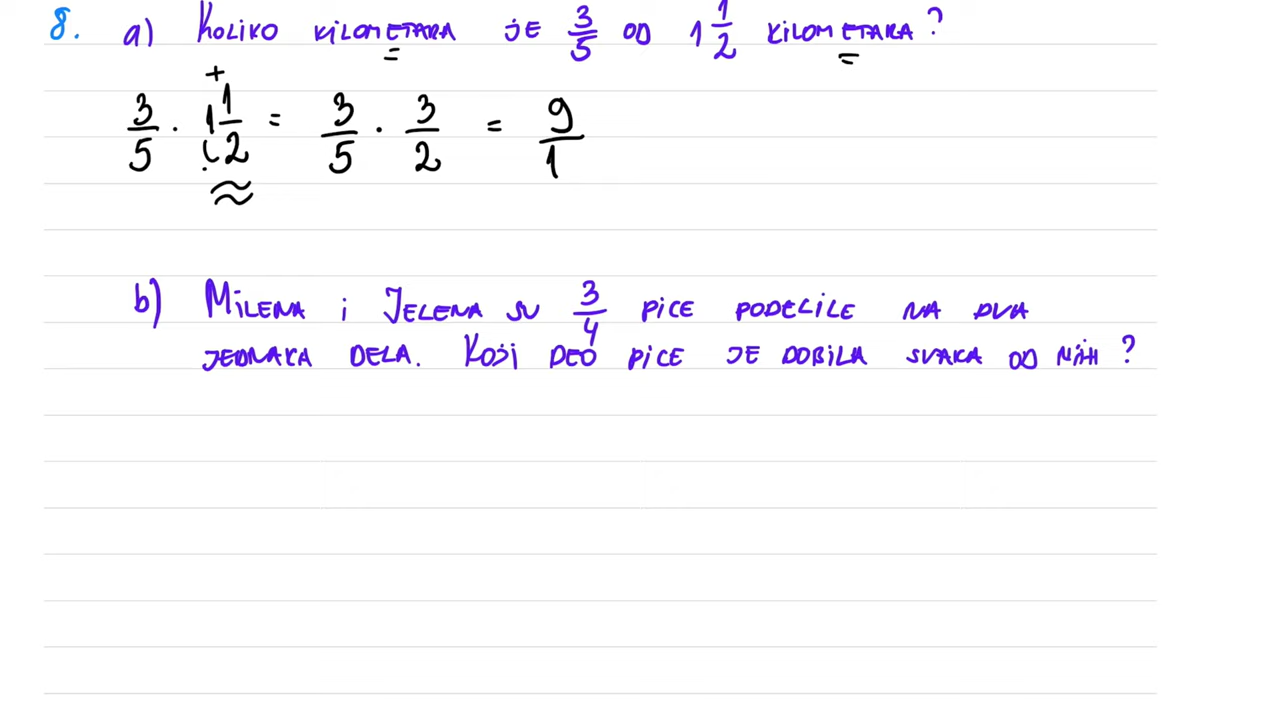 8. a) KOLIKO KILOMETARA JE 3/5 OD 1 1/2 KILOMETARA?
3/5 · 1 1/2 = 3/5 · 3/2 = 9/1
b) MILENA I JELENA SU 3/4 PICE PODELILE NA DVA
JEDNAKA DELA. KOJI DEO PICE JE DOBILA SVAKA OD NJIH?